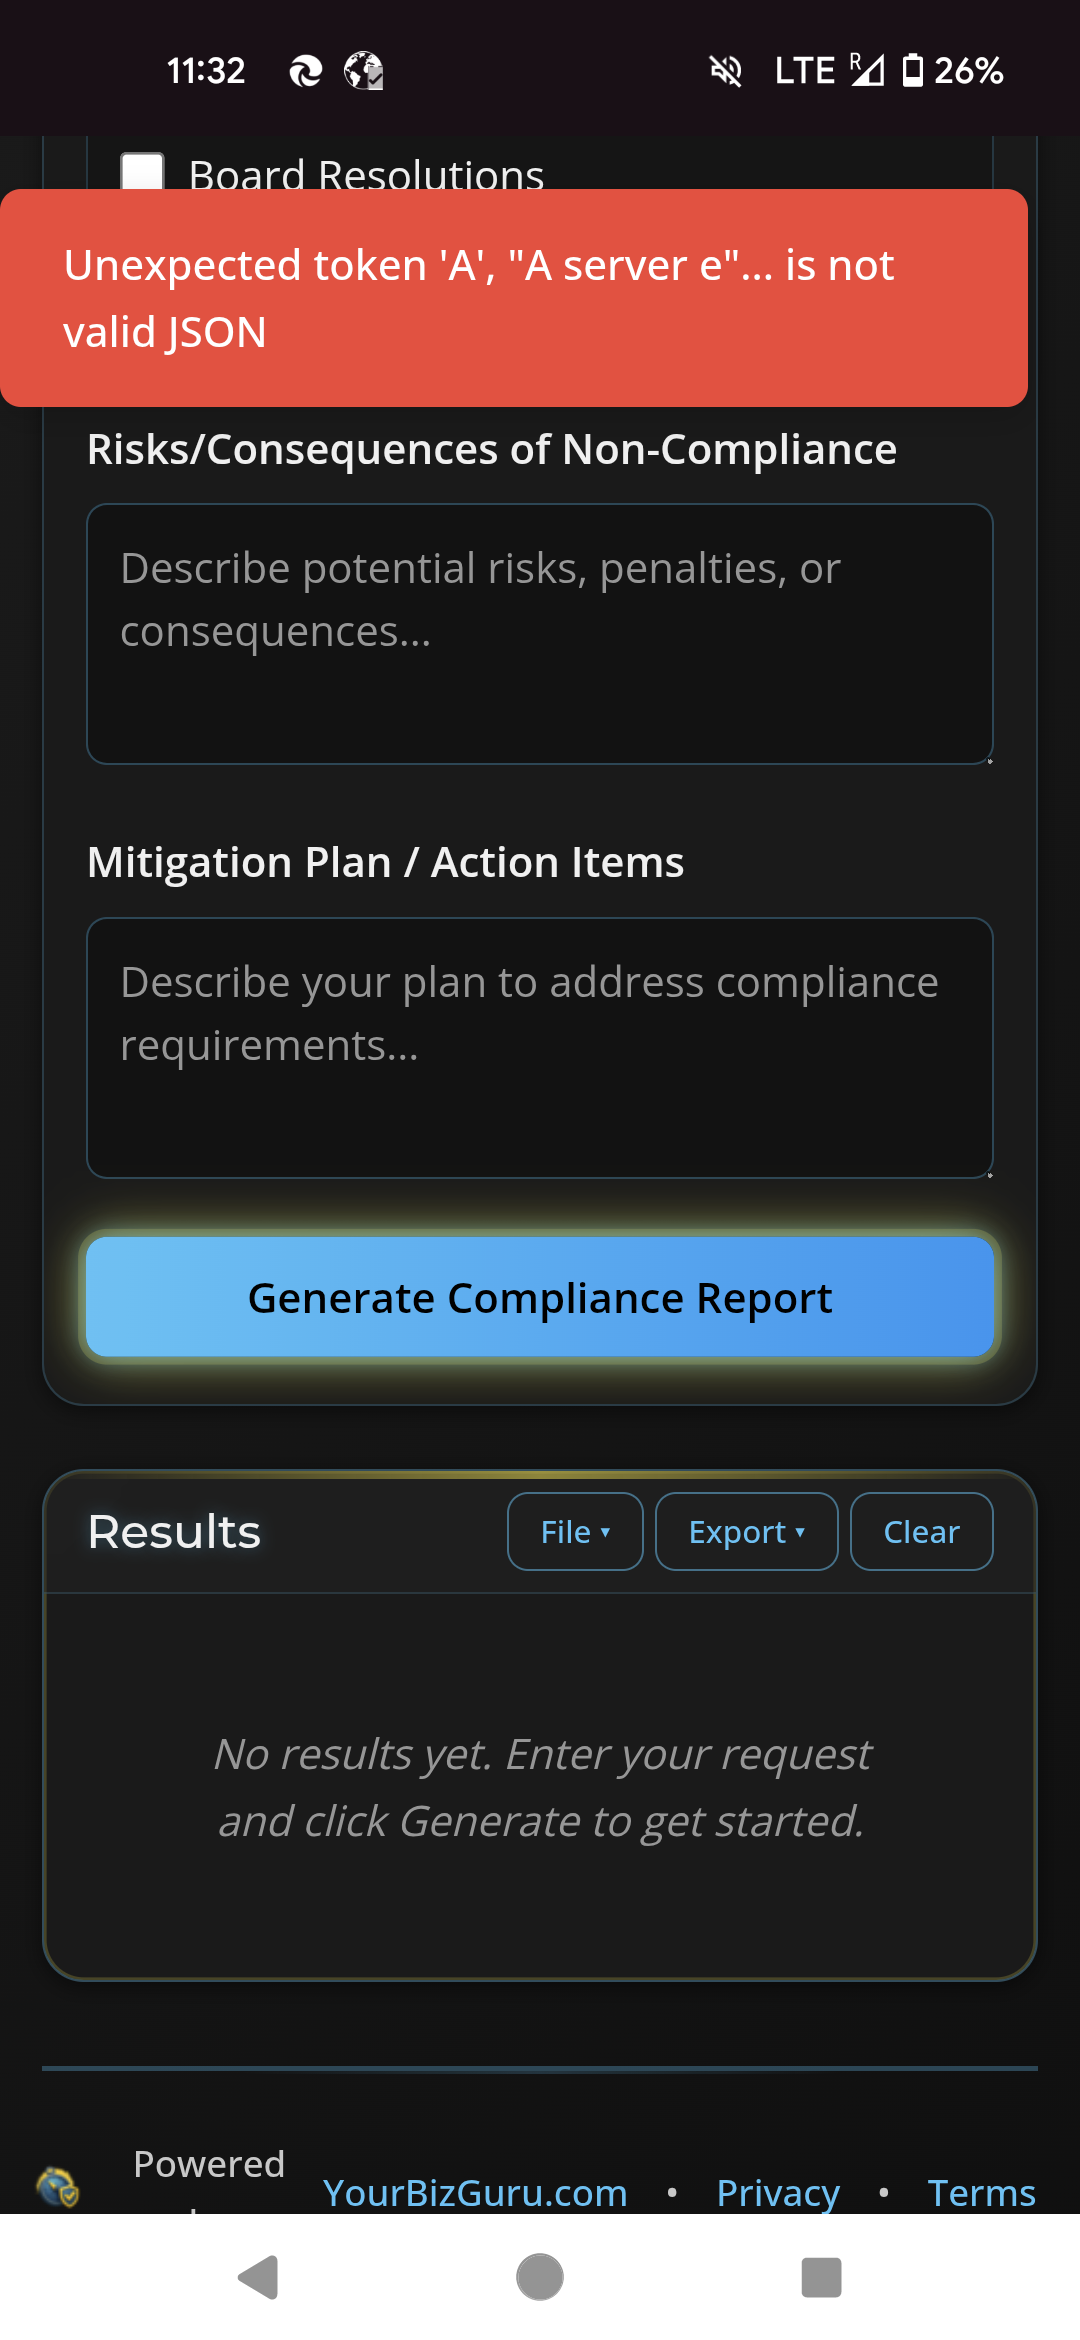 11:32
LTE R 26%
Board Resolutions
Unexpected token 'A', "A server e"... is not
valid JSON
Risks/Consequences of Non-Compliance
Describe potential risks, penalties, or
consequences...
Mitigation Plan / Action Items
Describe your plan to address compliance
requirements...
Generate Compliance Report
Results
File ▾
Export ▾
Clear
No results yet. Enter your request
and click Generate to get started.
Powered
YourBizGuru.com • Privacy • Terms